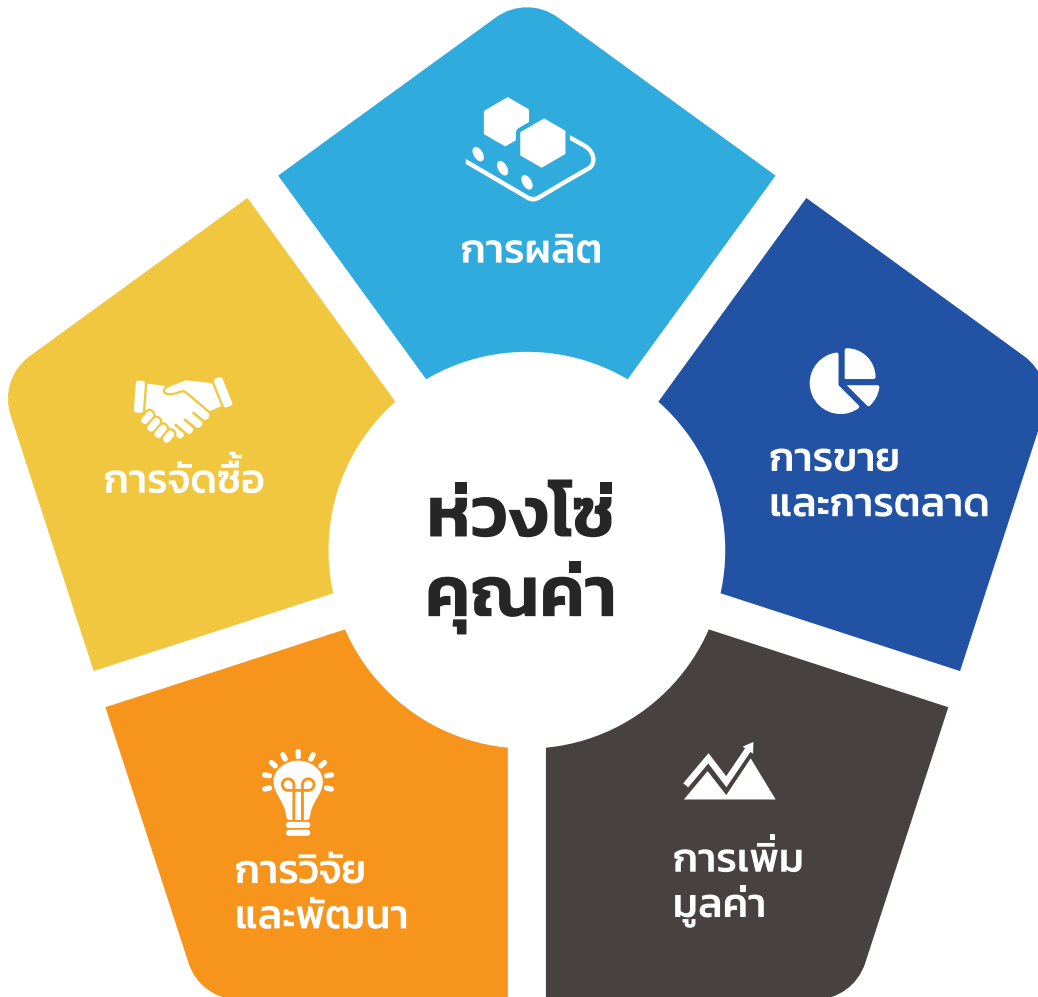 การผลิต
การจัดซื้อ
การขาย
และการตลาด
ห่วงโซ่
คุณค่า
การวิจัย
และพัฒนา
การเพิ่ม
มูลค่า